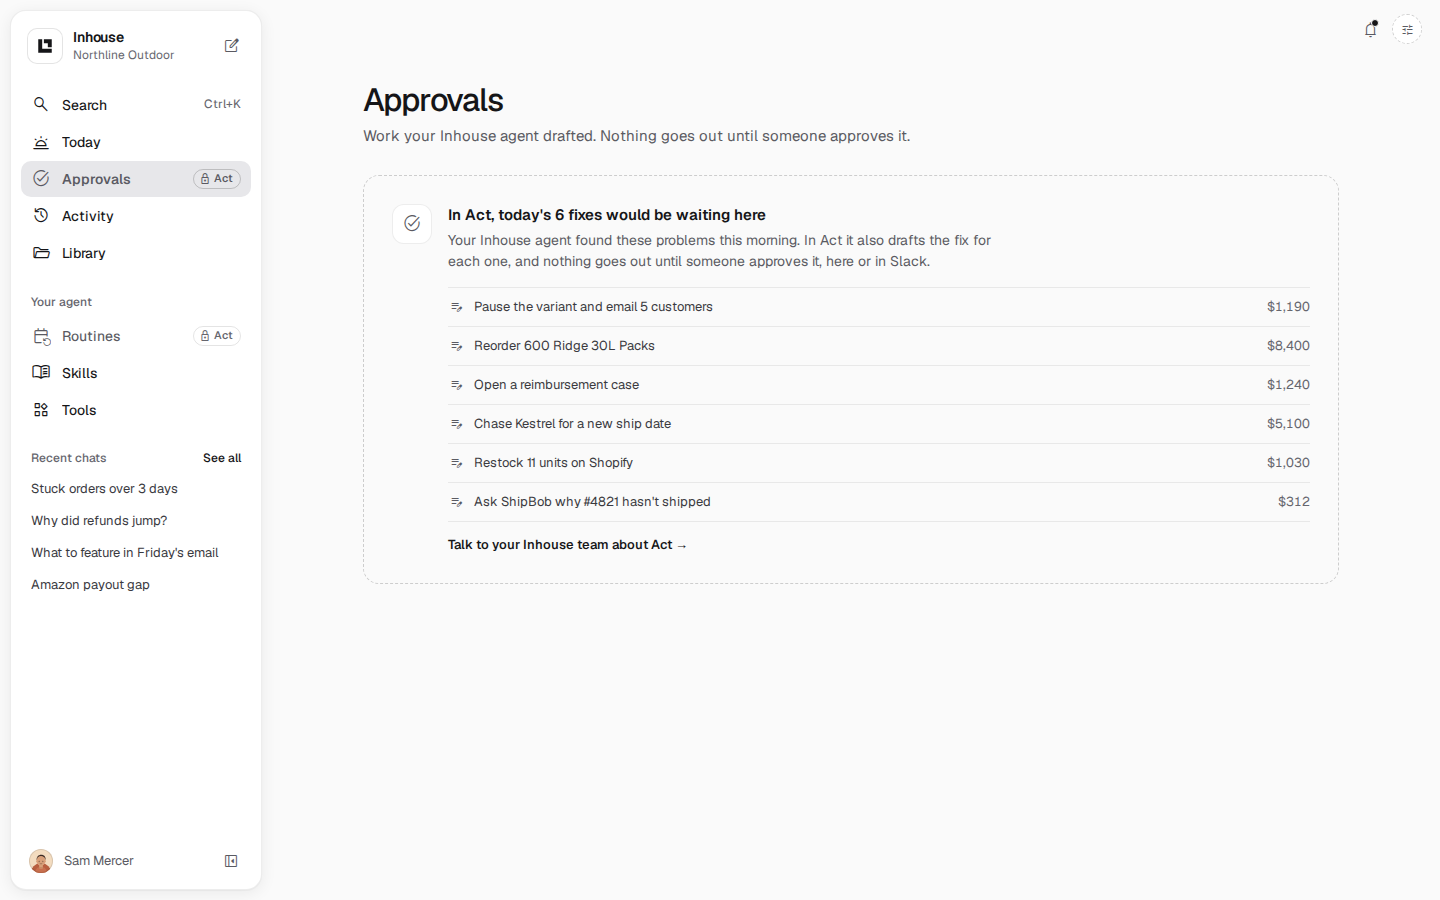 Inhouse
Northline Outdoor
Search Ctrl+K
Today
Approvals Act
Activity
Library
Your agent
Routines Act
Skills
Tools
Recent chats See all
Stuck orders over 3 days
Why did refunds jump?
What to feature in Friday's email
Amazon payout gap
Sam Mercer
Approvals
Work your Inhouse agent drafted. Nothing goes out until someone approves it.
In Act, today's 6 fixes would be waiting here
Your Inhouse agent found these problems this morning. In Act it also drafts the fix for
each one, and nothing goes out until someone approves it, here or in Slack.
Pause the variant and email 5 customers $1,190
Reorder 600 Ridge 30L Packs $8,400
Open a reimbursement case $1,240
Chase Kestrel for a new ship date $5,100
Restock 11 units on Shopify $1,030
Ask ShipBob why #4821 hasn't shipped $312
Talk to your Inhouse team about Act →